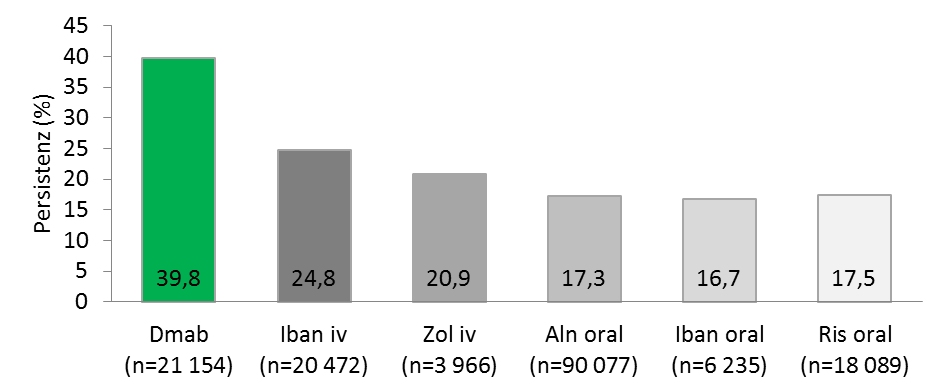 45
40
35
30
25
20
15
10
5
0
Persistenz (%)
39,8
24,8
20,9
17,3
16,7
17,5
Dmab
(n=21 154)
Iban iv
(n=20 472)
Zol iv
(n=3 966)
Aln oral
(n=90 077)
Iban oral
(n=6 235)
Ris oral
(n=18 089)